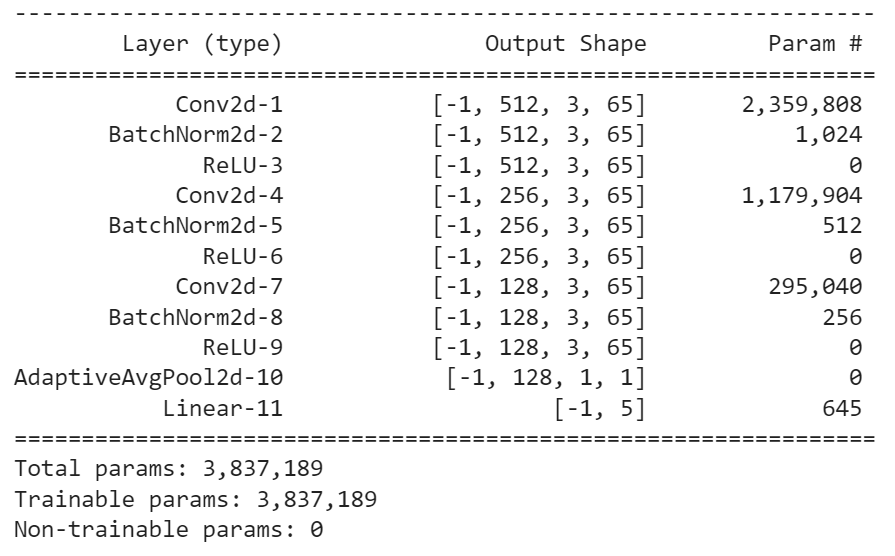 ----------------------------------------------------------------
Layer (type) Output Shape Param #
================================================================
Conv2d-1 [-1, 512, 3, 65] 2,359,808
BatchNorm2d-2 [-1, 512, 3, 65] 1,024
ReLU-3 [-1, 512, 3, 65] 0
Conv2d-4 [-1, 256, 3, 65] 1,179,904
BatchNorm2d-5 [-1, 256, 3, 65] 512
ReLU-6 [-1, 256, 3, 65] 0
Conv2d-7 [-1, 128, 3, 65] 295,040
BatchNorm2d-8 [-1, 128, 3, 65] 256
ReLU-9 [-1, 128, 3, 65] 0
AdaptiveAvgPool2d-10 [-1, 128, 1, 1] 0
Linear-11 [-1, 5] 645
================================================================
Total params: 3,837,189
Trainable params: 3,837,189
Non-trainable params: 0